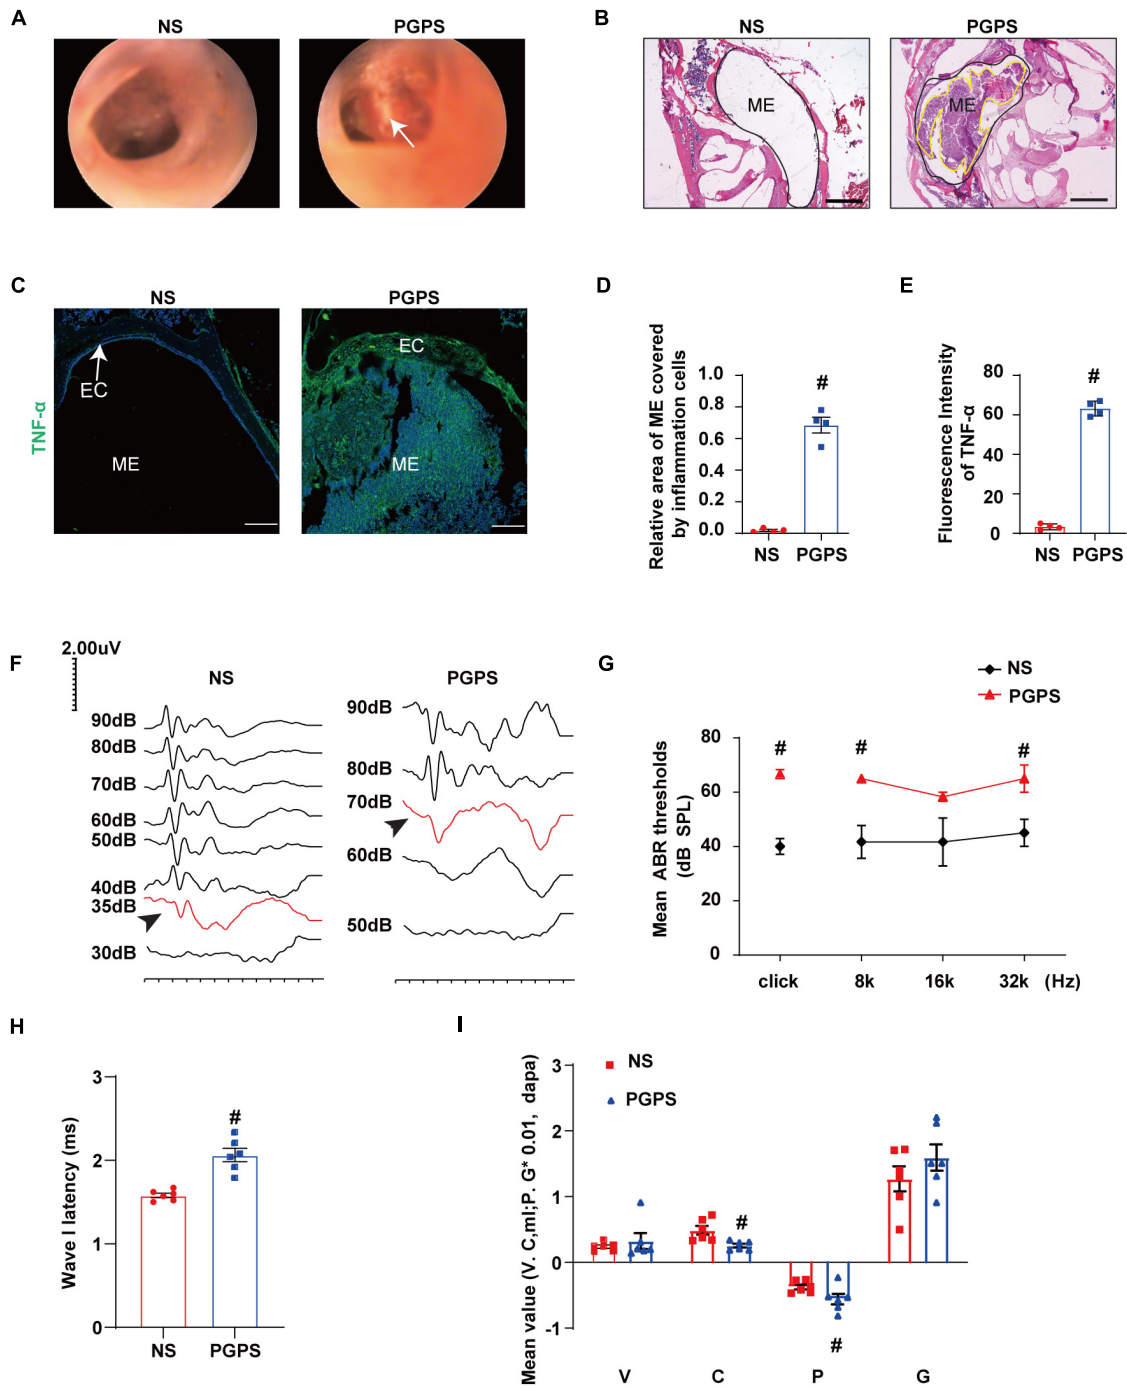 A
NS
PGPS
B
NS
PGPS
ME
ME
C
NS
PGPS
TNF-α
EC
ME
EC
ME
D
Relative area of ME covered
by inflammation cells
1.0
0.8
0.6
0.4
0.2
0.0
#
NS
PGPS
E
Fluorescence Intensity
of TNF-α
80
60
40
20
0
#
NS
PGPS
F
2.00uV
NS
90dB
80dB
70dB
60dB
50dB
40dB
35dB
30dB
PGPS
90dB
80dB
70dB
60dB
50dB
G
NS
PGPS
Mean ABR thresholds
(dB SPL)
80
60
40
20
0
#
#
#
click
8k
16k
32k
(Hz)
H
Wave I latency (ms)
3
2
1
0
#
NS
PGPS
I
NS
PGPS
Mean value (V. C,ml;P. G* 0.01, dapa)
3
2
1
0
-1
#
#
V
C
P
G